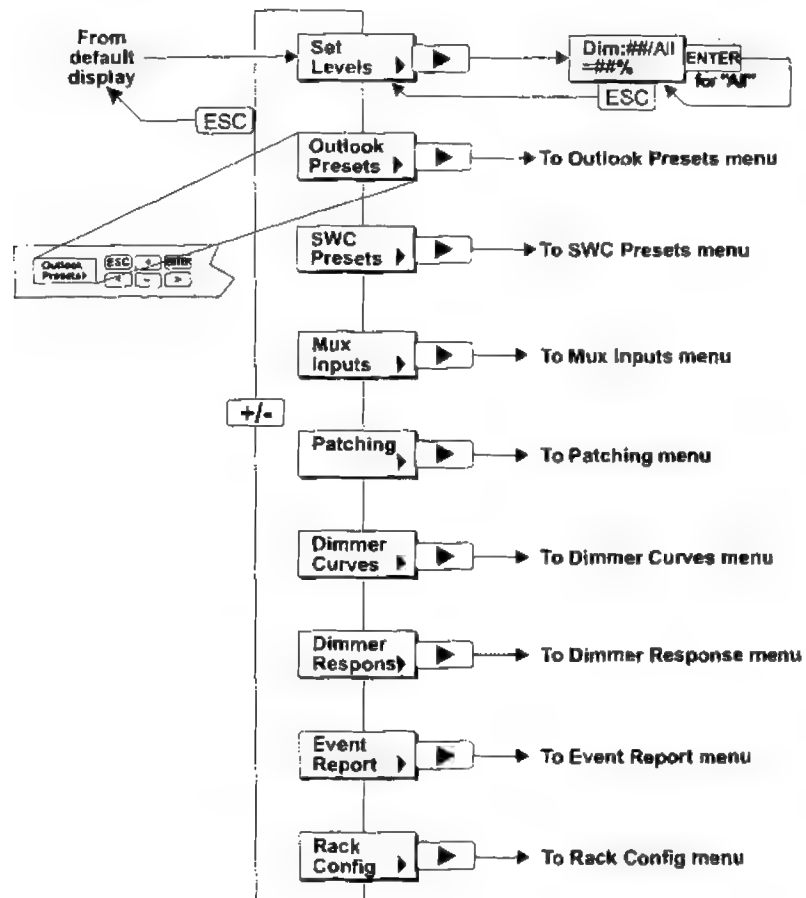 From
default
display
ESC
Set
Levels
Dim:##/All
=##%
ENTER
for "All"
ESC
Outlook
Presets
To Outlook Presets menu
Outlook
Presets
ESC
+
ENTER
<
-
>
SWC
Presets
To SWC Presets menu
Mux
Inputs
To Mux Inputs menu
+/-
Patching
To Patching menu
Dimmer
Curves
To Dimmer Curves menu
Dimmer
Respons
To Dimmer Response menu
Event
Report
To Event Report menu
Rack
Config
To Rack Config menu